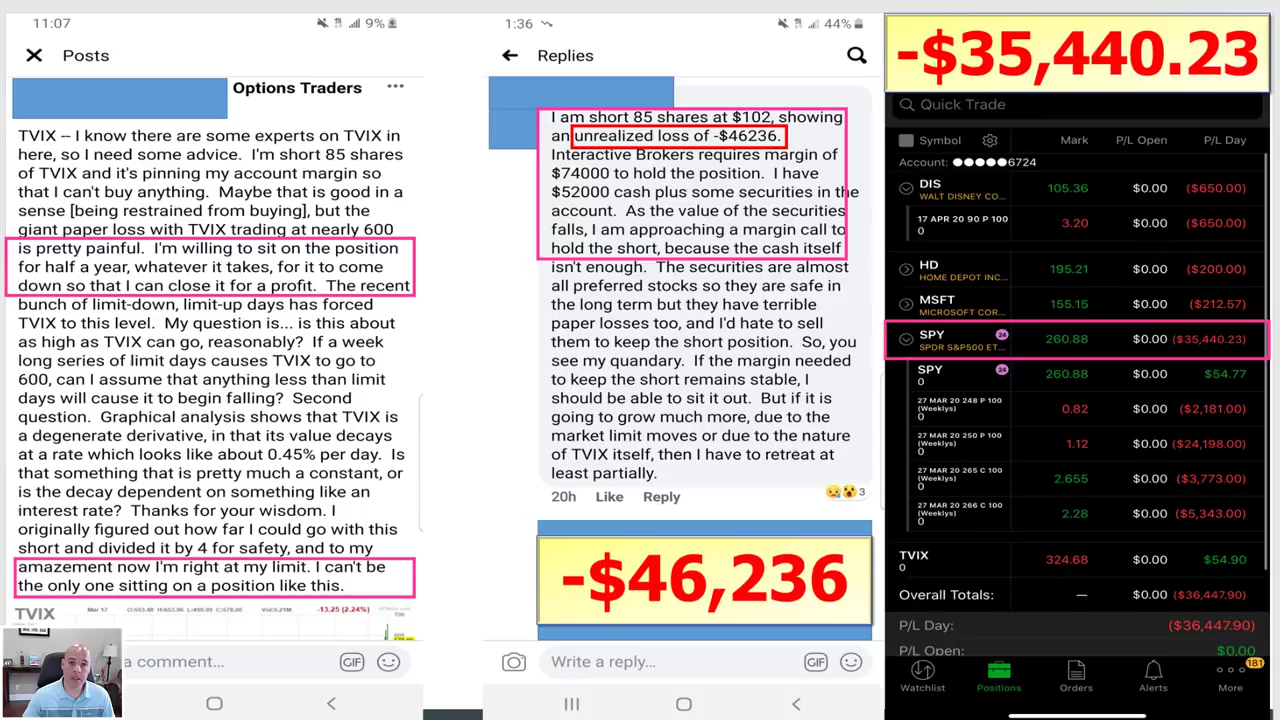 11:07
9%
Posts
Options Traders
TVIX -- I know there are some experts on TVIX in
here, so I need some advice.  I'm short 85 shares
of TVIX and it's pinning my account margin so
that I can't buy anything.  Maybe that is good in a
sense [being restrained from buying], but the
giant paper loss with TVIX trading at nearly 600
is pretty painful.  I'm willing to sit on the position
for half a year, whatever it takes, for it to come
down so that I can close it for a profit.  The recent
bunch of limit-down, limit-up days has forced
TVIX to this level.  My question is... is this about
as high as TVIX can go, reasonably?  If a week
long series of limit days causes TVIX to go to
600, can I assume that anything less than limit
days will cause it to begin falling?  Second
question.  Graphical analysis shows that TVIX is
a degenerate derivative, in that its value decays
at a rate which looks like about 0.45% per day.  Is
that something that is pretty much a constant, or
is the decay dependent on something like an
interest rate?  Thanks for your wisdom. I
originally figured out how far I could go with this
short and divided it by 4 for safety, and to my
amazement now I'm right at my limit. I can't be
the only one sitting on a position like this.
TVIX
Mar 17
-13.25 (2.24%)
700
600
a comment...
GIF
1:36
44%
Replies
I am short 85 shares at $102, showing
an unrealized loss of -$46236.
Interactive Brokers requires margin of
$74000 to hold the position.  I have
$52000 cash plus some securities in the
account.  As the value of the securities
falls, I am approaching a margin call to
hold the short, because the cash itself
isn't enough.  The securities are almost
all preferred stocks so they are safe in
the long term but they have terrible
paper losses too, and I'd hate to sell
them to keep the short position.  So, you
see my quandary.  If the margin needed
to keep the short remains stable, I
should be able to sit it out.  But if it is
going to grow much more, due to the
market limit moves or due to the nature
of TVIX itself, then I have to retreat at
least partially.
20h Like Reply
3
-$46,236
Write a reply...
GIF
-$35,440.23
Quick Trade
Symbol Mark P/L Open P/L Day
Account: ●●●●●6724
DIS 105.36 $0.00 ($650.00)
WALT DISNEY CO...
17 APR 20 90 P 100 3.20 $0.00 ($650.00)
0
HD 195.21 $0.00 ($200.00)
HOME DEPOT INC...
MSFT 155.15 $0.00 ($212.57)
MICROSOFT COR...
SPY 24 260.88 $0.00 ($35,440.23)
SPDR S&P500 ET...
SPY 24 260.88 $0.00 $54.77
0
27 MAR 20 248 P 100 0.82 $0.00 ($2,181.00)
(Weeklys)
0
27 MAR 20 250 P 100 1.12 $0.00 ($24,198.00)
(Weeklys)
0
27 MAR 20 265 C 100 2.655 $0.00 ($3,773.00)
(Weeklys)
0
27 MAR 20 266 C 100 2.28 $0.00 ($5,343.00)
(Weeklys)
0
TVIX 324.68 $0.00 $54.90
0
Overall Totals: — $0.00 ($36,447.90)
P/L Day: ($36,447.90)
P/L Open: $0.00
181
Watchlist Positions Orders Alerts More